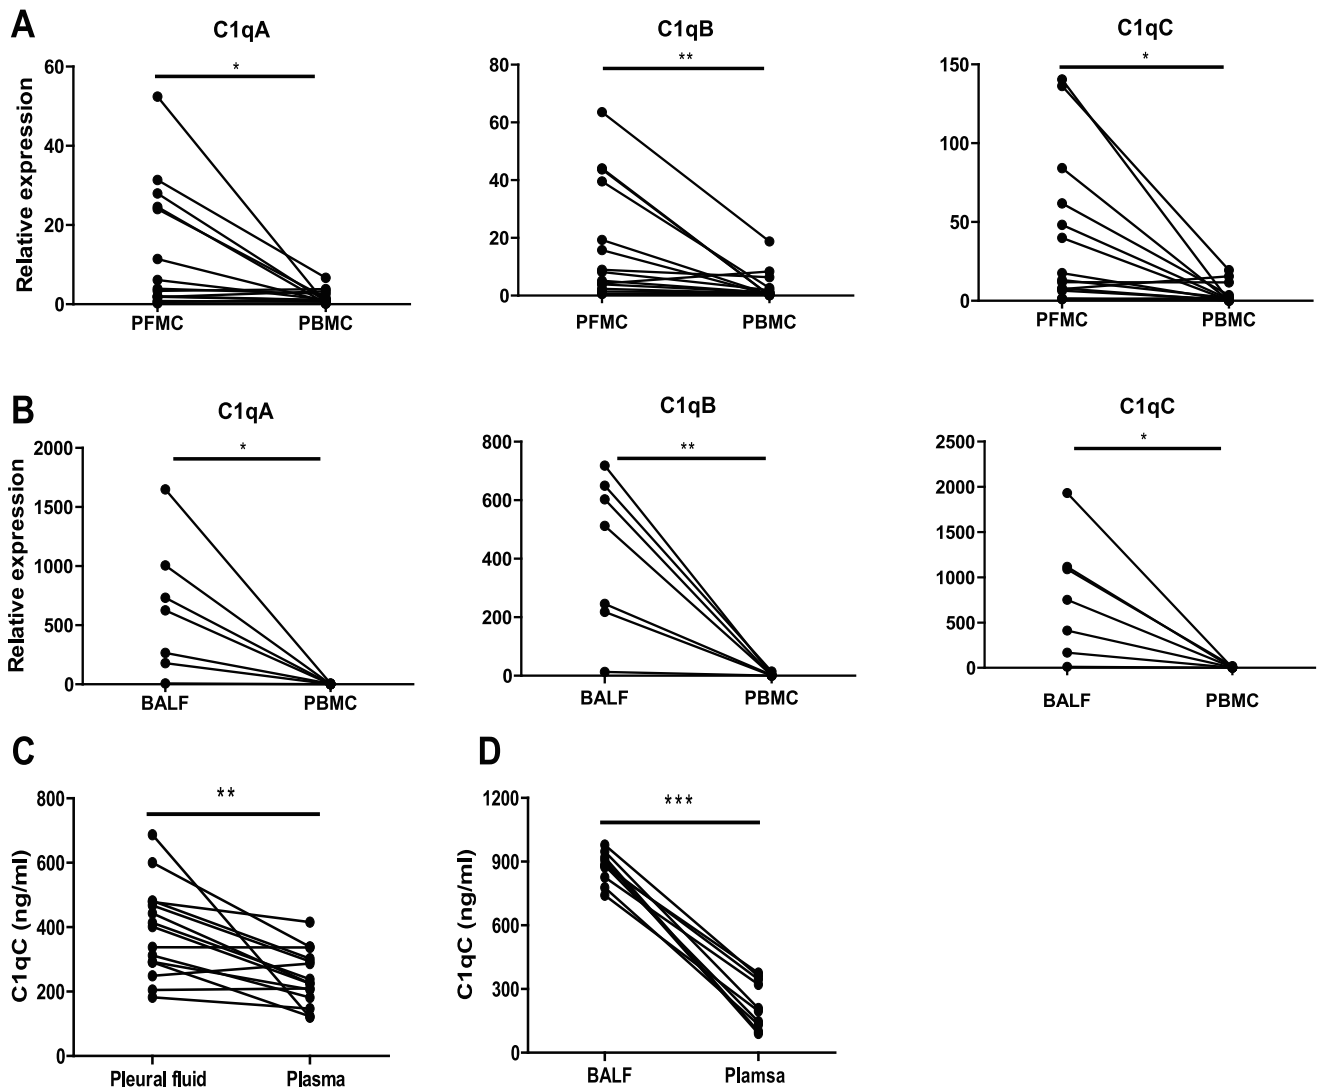 A
C1qA
*
60
40
20
0
Relative expression
PFMC PBMC
C1qB
**
80
60
40
20
0
PFMC PBMC
C1qC
*
150
100
50
0
PFMC PBMC
B
C1qA
*
2000
1500
1000
500
0
Relative expression
BALF PBMC
C1qB
**
800
600
400
200
0
BALF PBMC
C1qC
*
2500
2000
1500
1000
500
0
BALF PBMC
C
**
800
600
400
200
0
C1qC (ng/ml)
Pleural fluid Plasma
D
***
1200
900
600
300
0
C1qC (ng/ml)
BALF Plamsa